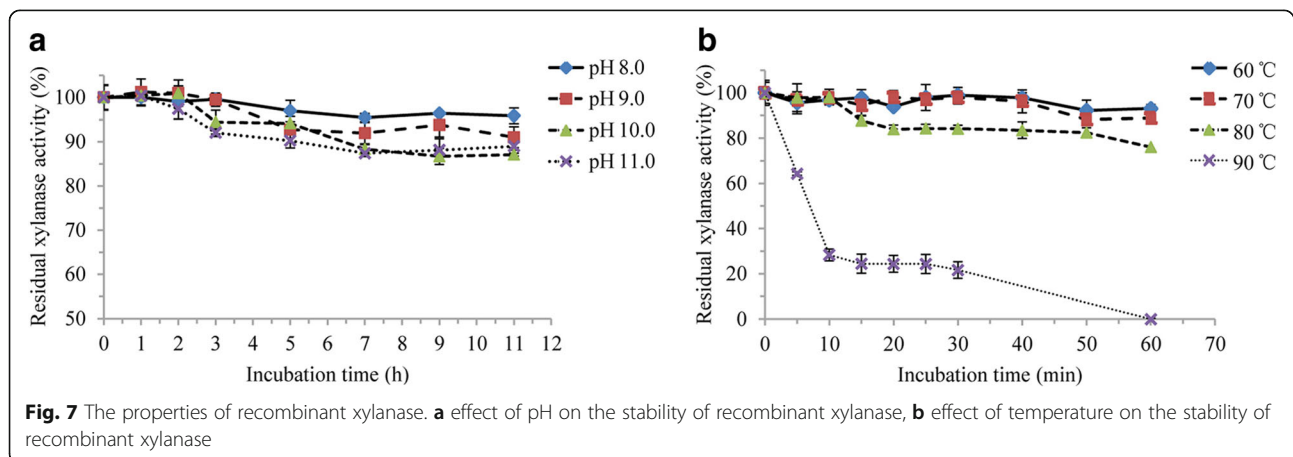 a
Residual xylanase activity (%)
110
100
90
80
70
60
50
0 1 2 3 4 5 6 7 8 9 10 11 12
Incubation time (h)
pH 8.0
pH 9.0
pH 10.0
pH 11.0
b
Residual xylanase activity (%)
120
100
80
60
40
20
0
0 10 20 30 40 50 60 70
Incubation time (min)
60 ℃
70 ℃
80 ℃
90 ℃
Fig. 7 The properties of recombinant xylanase. a effect of pH on the stability of recombinant xylanase, b effect of temperature on the stability of
recombinant xylanase